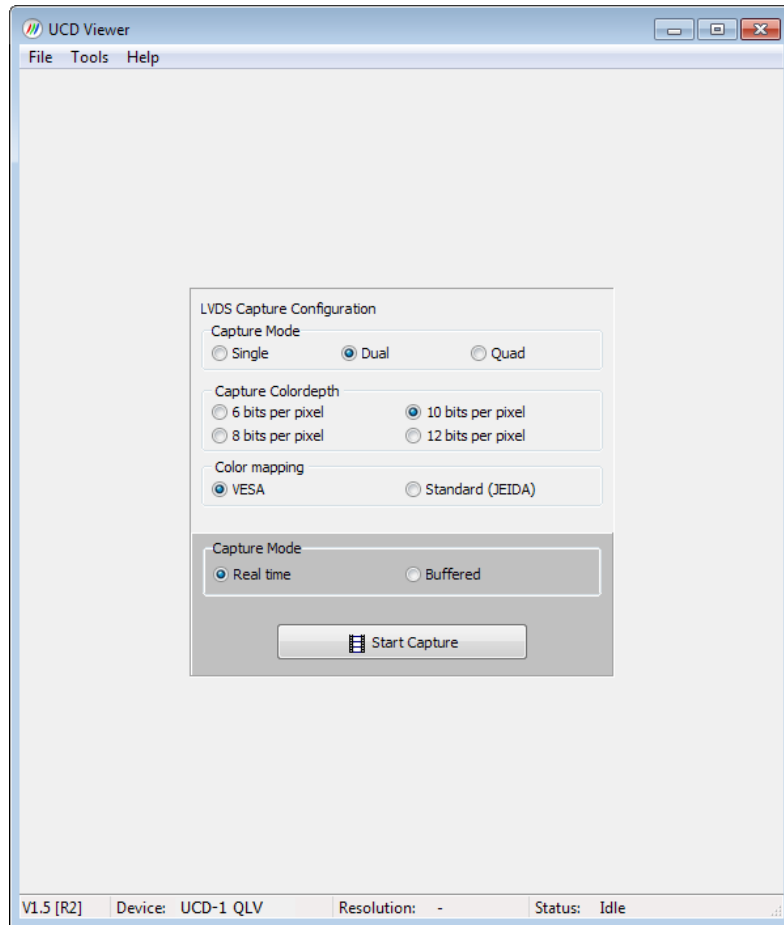 UCD Viewer
File Tools Help
LVDS Capture Configuration
Capture Mode
Single Dual Quad
Capture Colordepth
6 bits per pixel 10 bits per pixel
8 bits per pixel 12 bits per pixel
Color mapping
VESA Standard (JEIDA)
Capture Mode
Real time Buffered
Start Capture
V1.5 [R2] Device: UCD-1 QLV Resolution: - Status: Idle